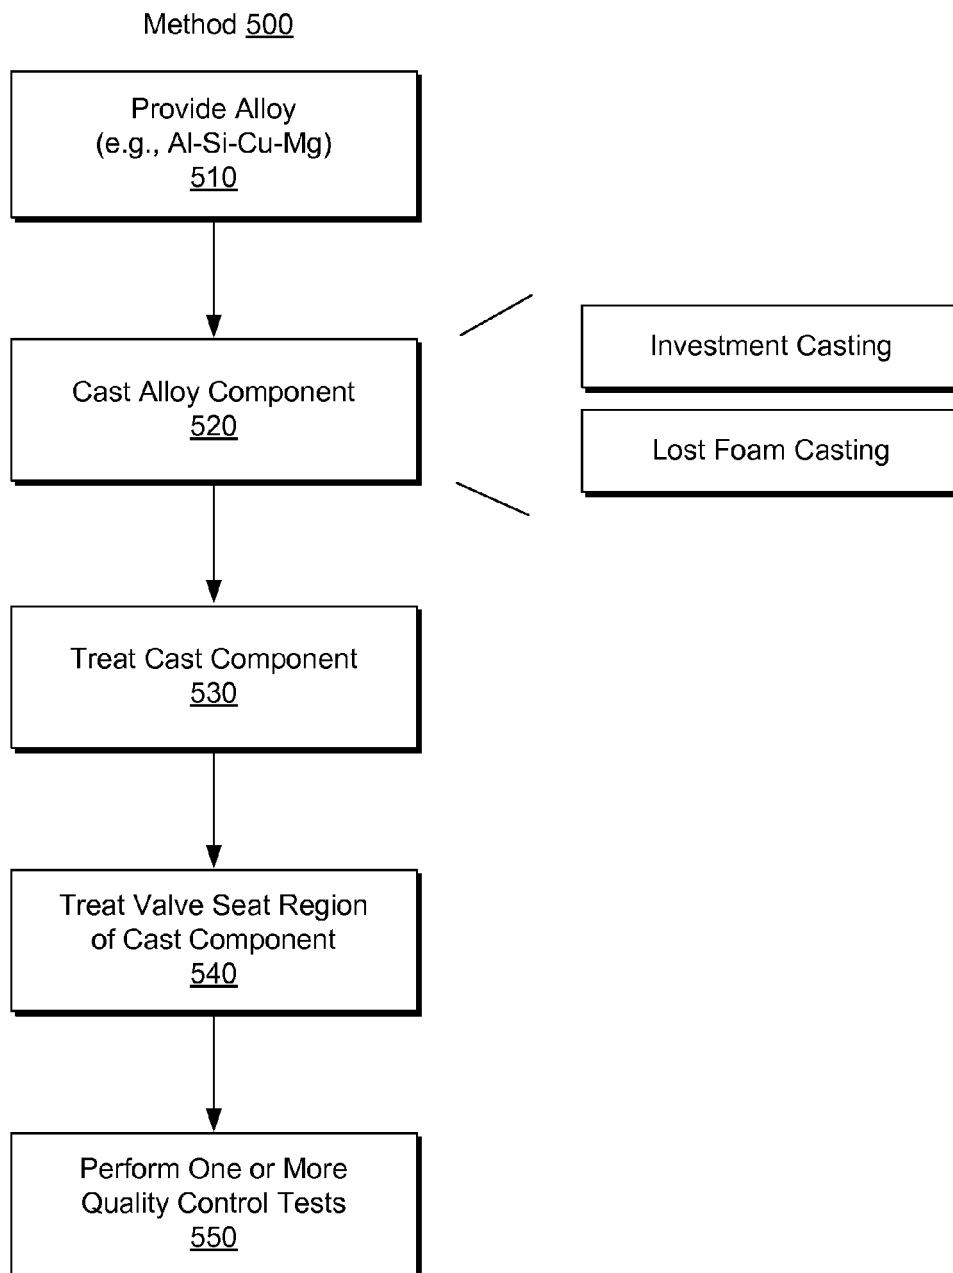 Method 500
Provide Alloy
(e.g., Al-Si-Cu-Mg)
510
Cast Alloy Component
520
Investment Casting
Lost Foam Casting
Treat Cast Component
530
Treat Valve Seat Region
of Cast Component
540
Perform One or More
Quality Control Tests
550